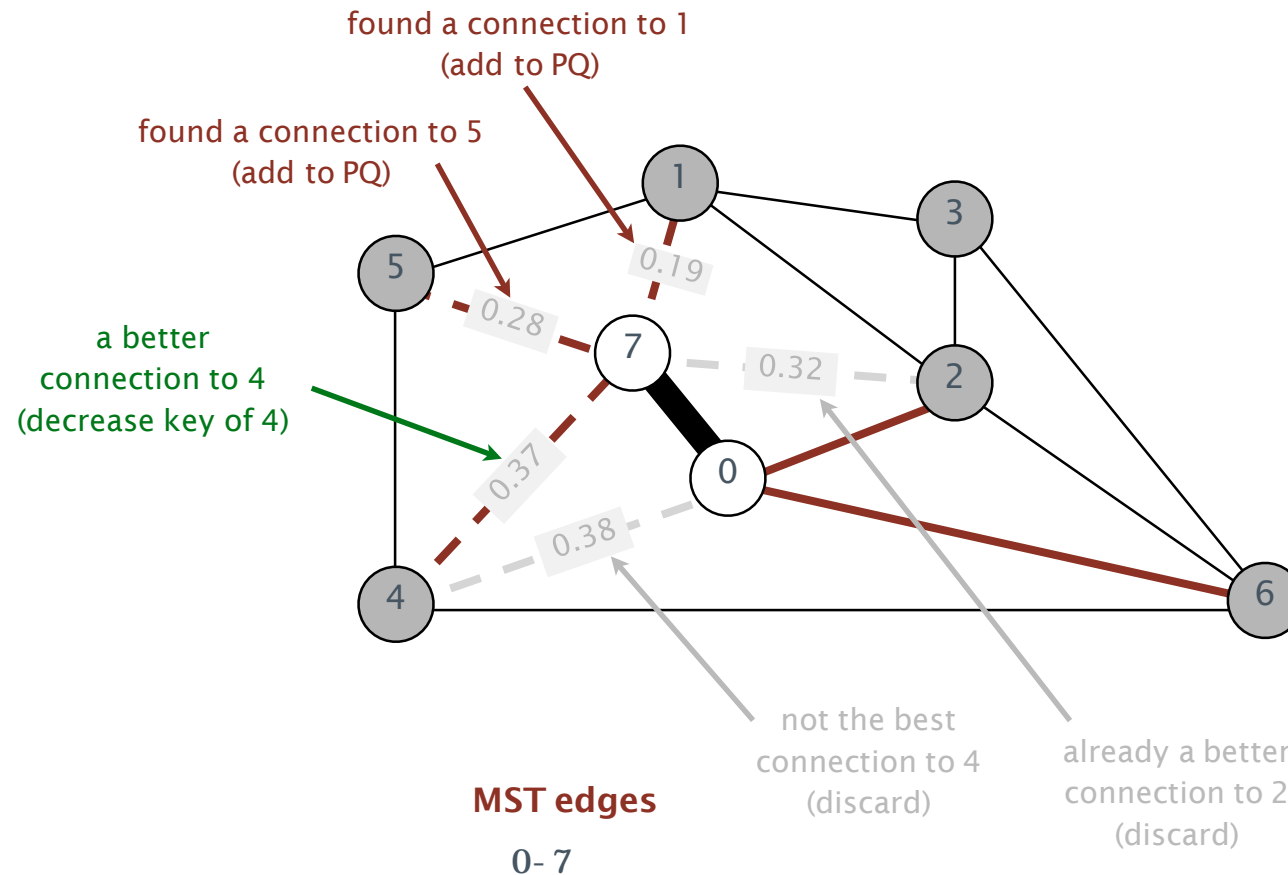 found a connection to 1
(add to PQ)
found a connection to 5
(add to PQ)
1
3
5
0.19
0.28
a better
connection to 4
(decrease key of 4)
7
0.32
2
0.37
0
0.38
4
6
not the best
connection to 4
(discard)
already a better
connection to 2
(discard)
MST edges
0-7